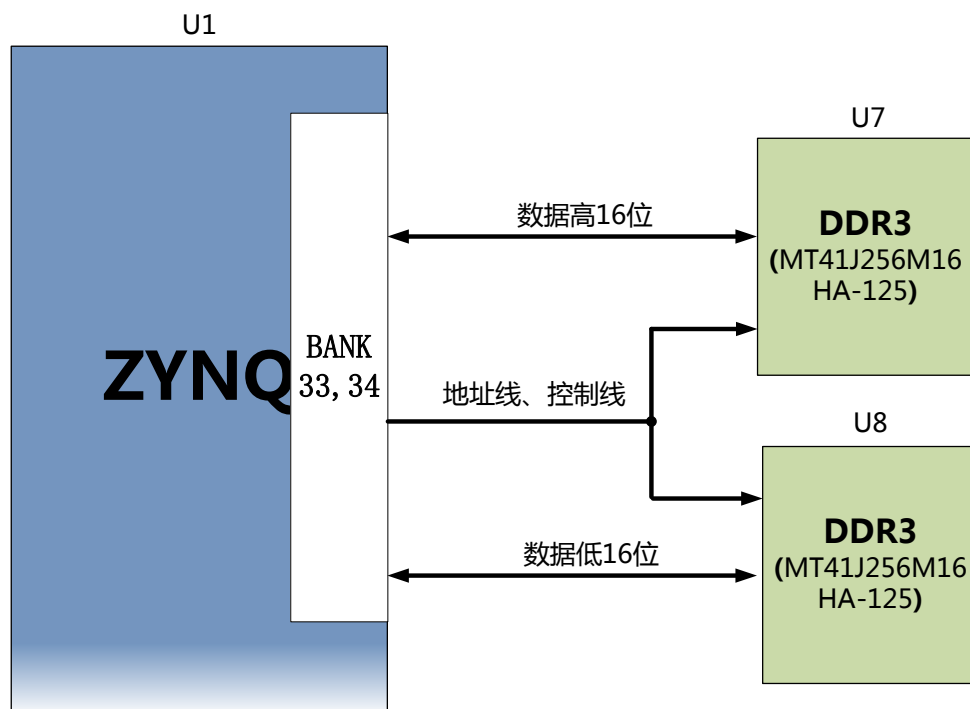 U1
ZYNQ
BANK
33, 34
数据高16位
地址线、控制线
数据低16位
U7
DDR3
(MT41J256M16
HA-125)
U8
DDR3
(MT41J256M16
HA-125)